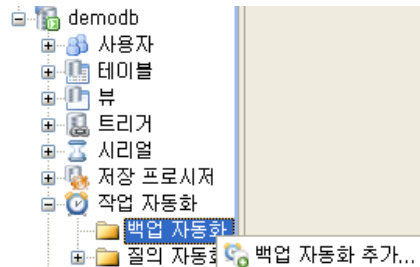 demodb
사용자
테이블
뷰
트리거
시리얼
저장 프로시저
작업 자동화
백업 자동화
백업 자동화 추가...
질의 자동